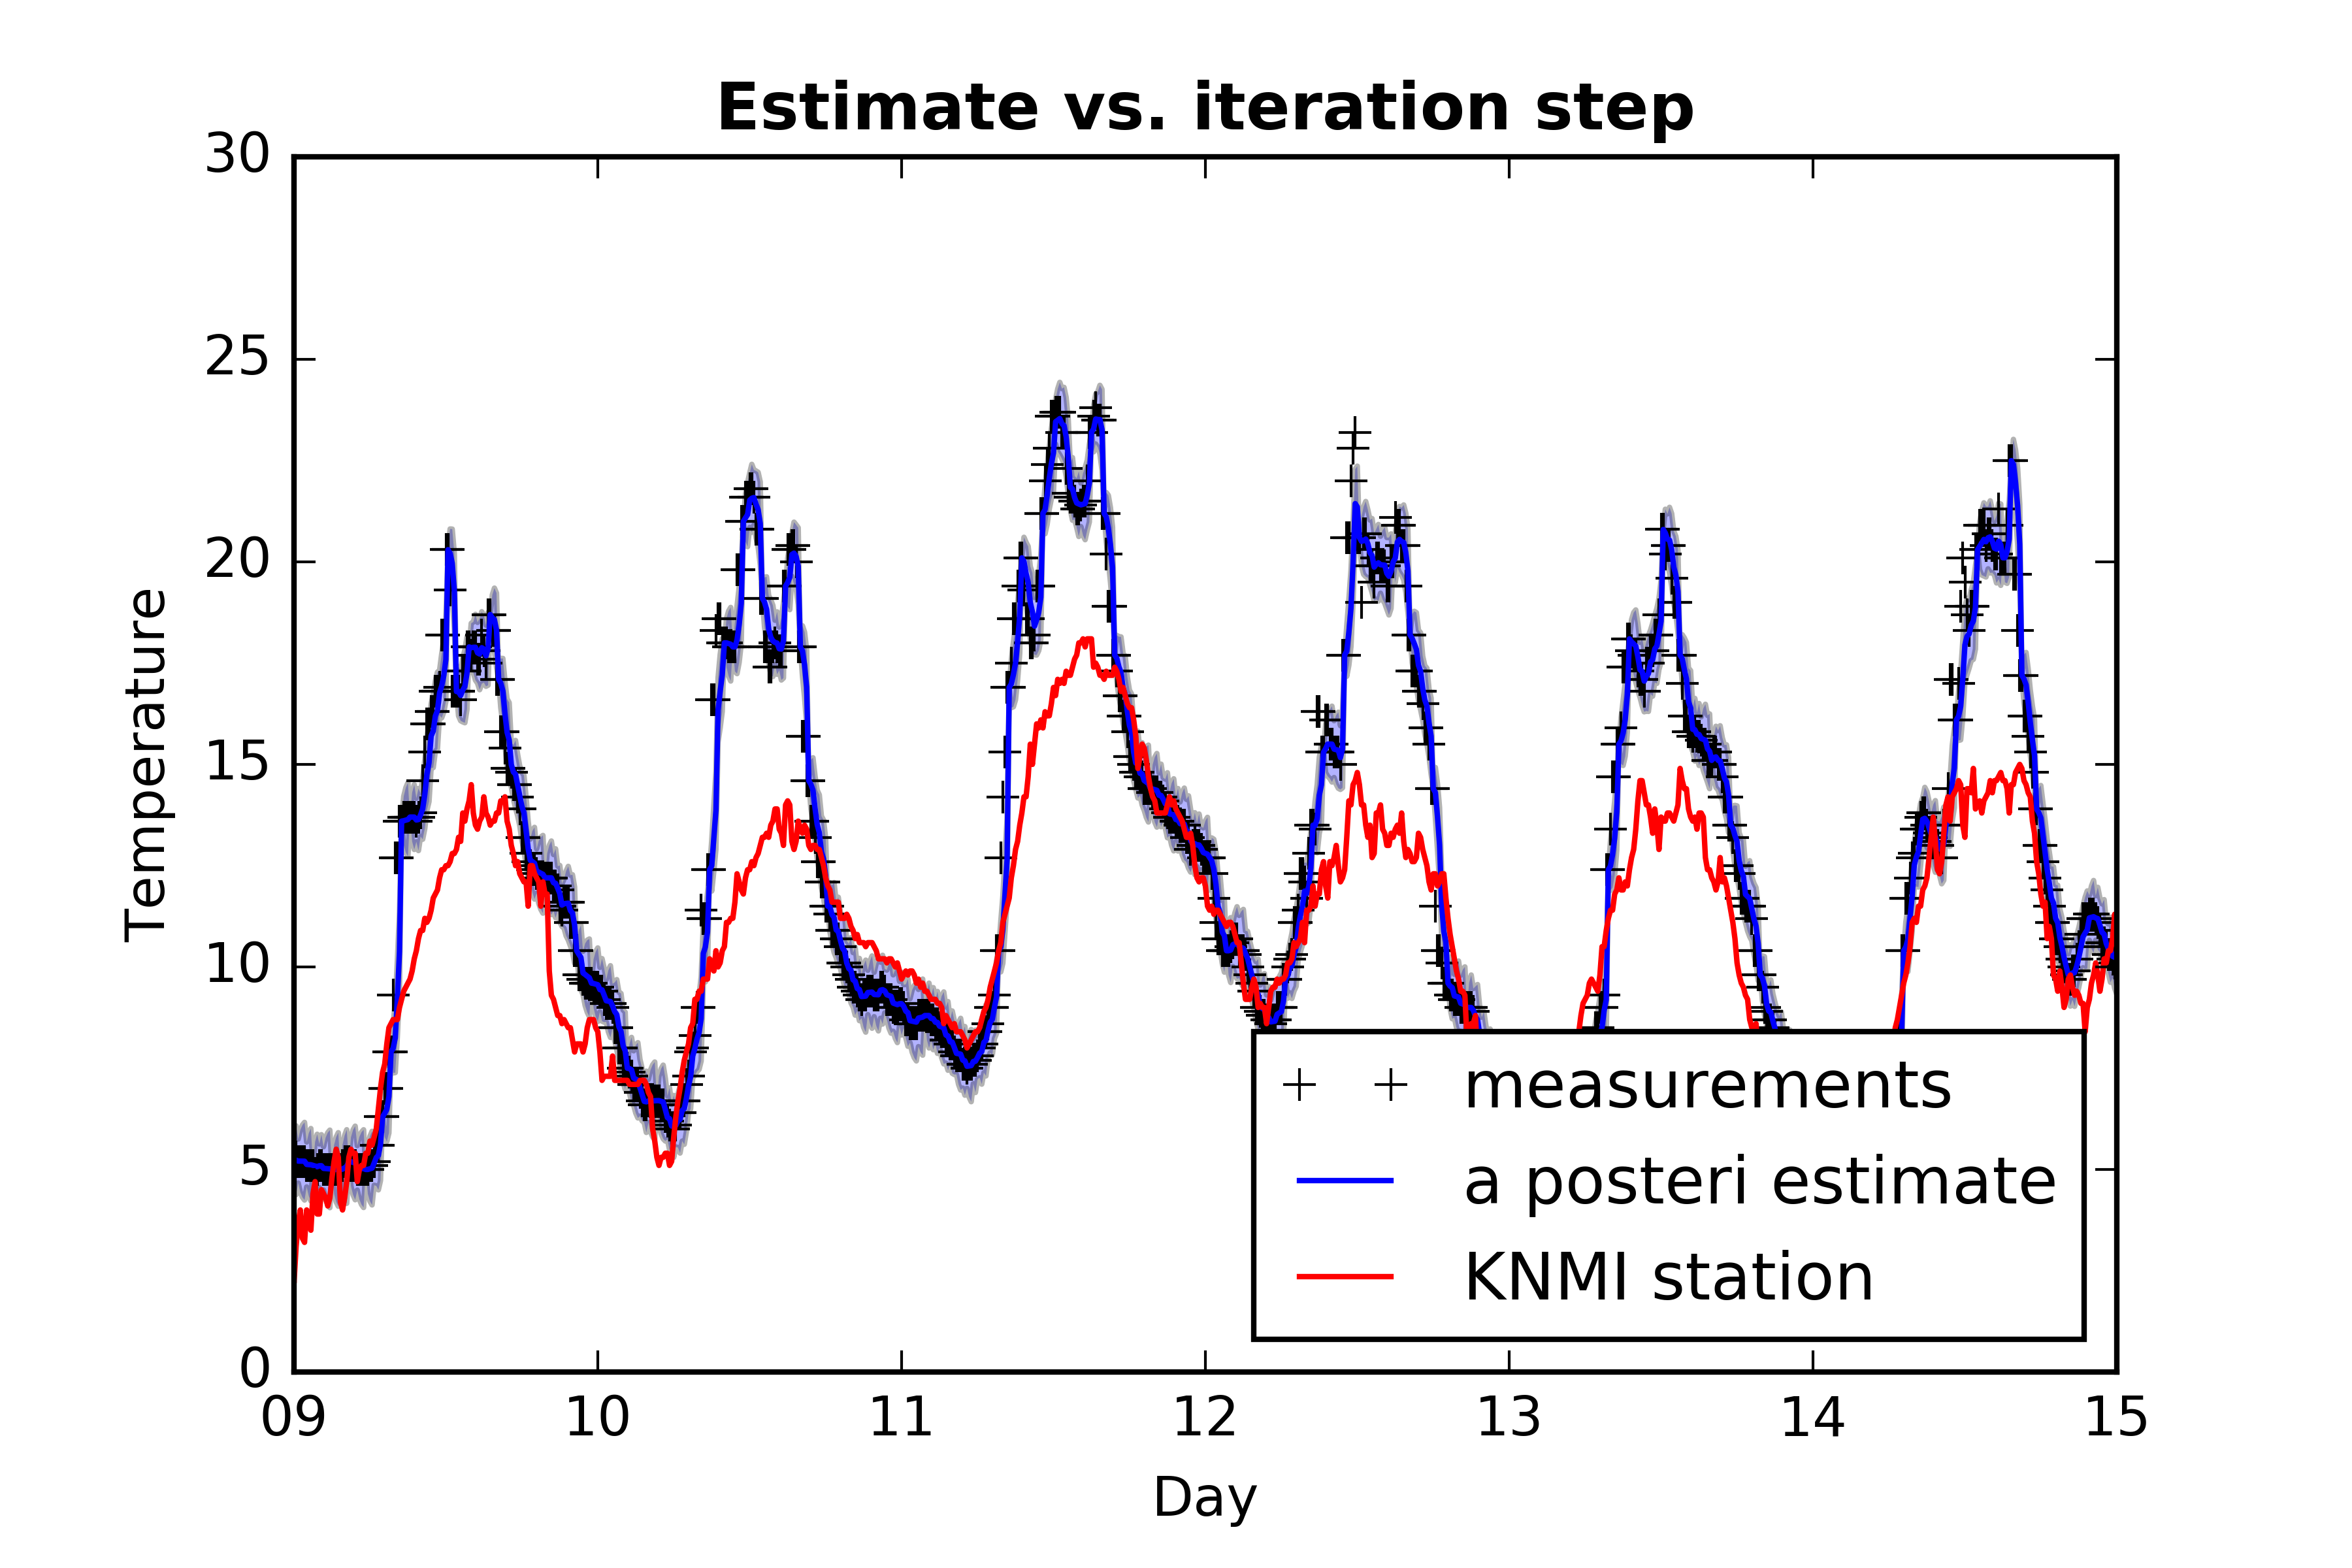 Estimate vs. iteration step
30
25
20
15
10
5
0
Temperature
09 10 11 12 13 14 15
Day
measurements
a posteri estimate
KNMI station